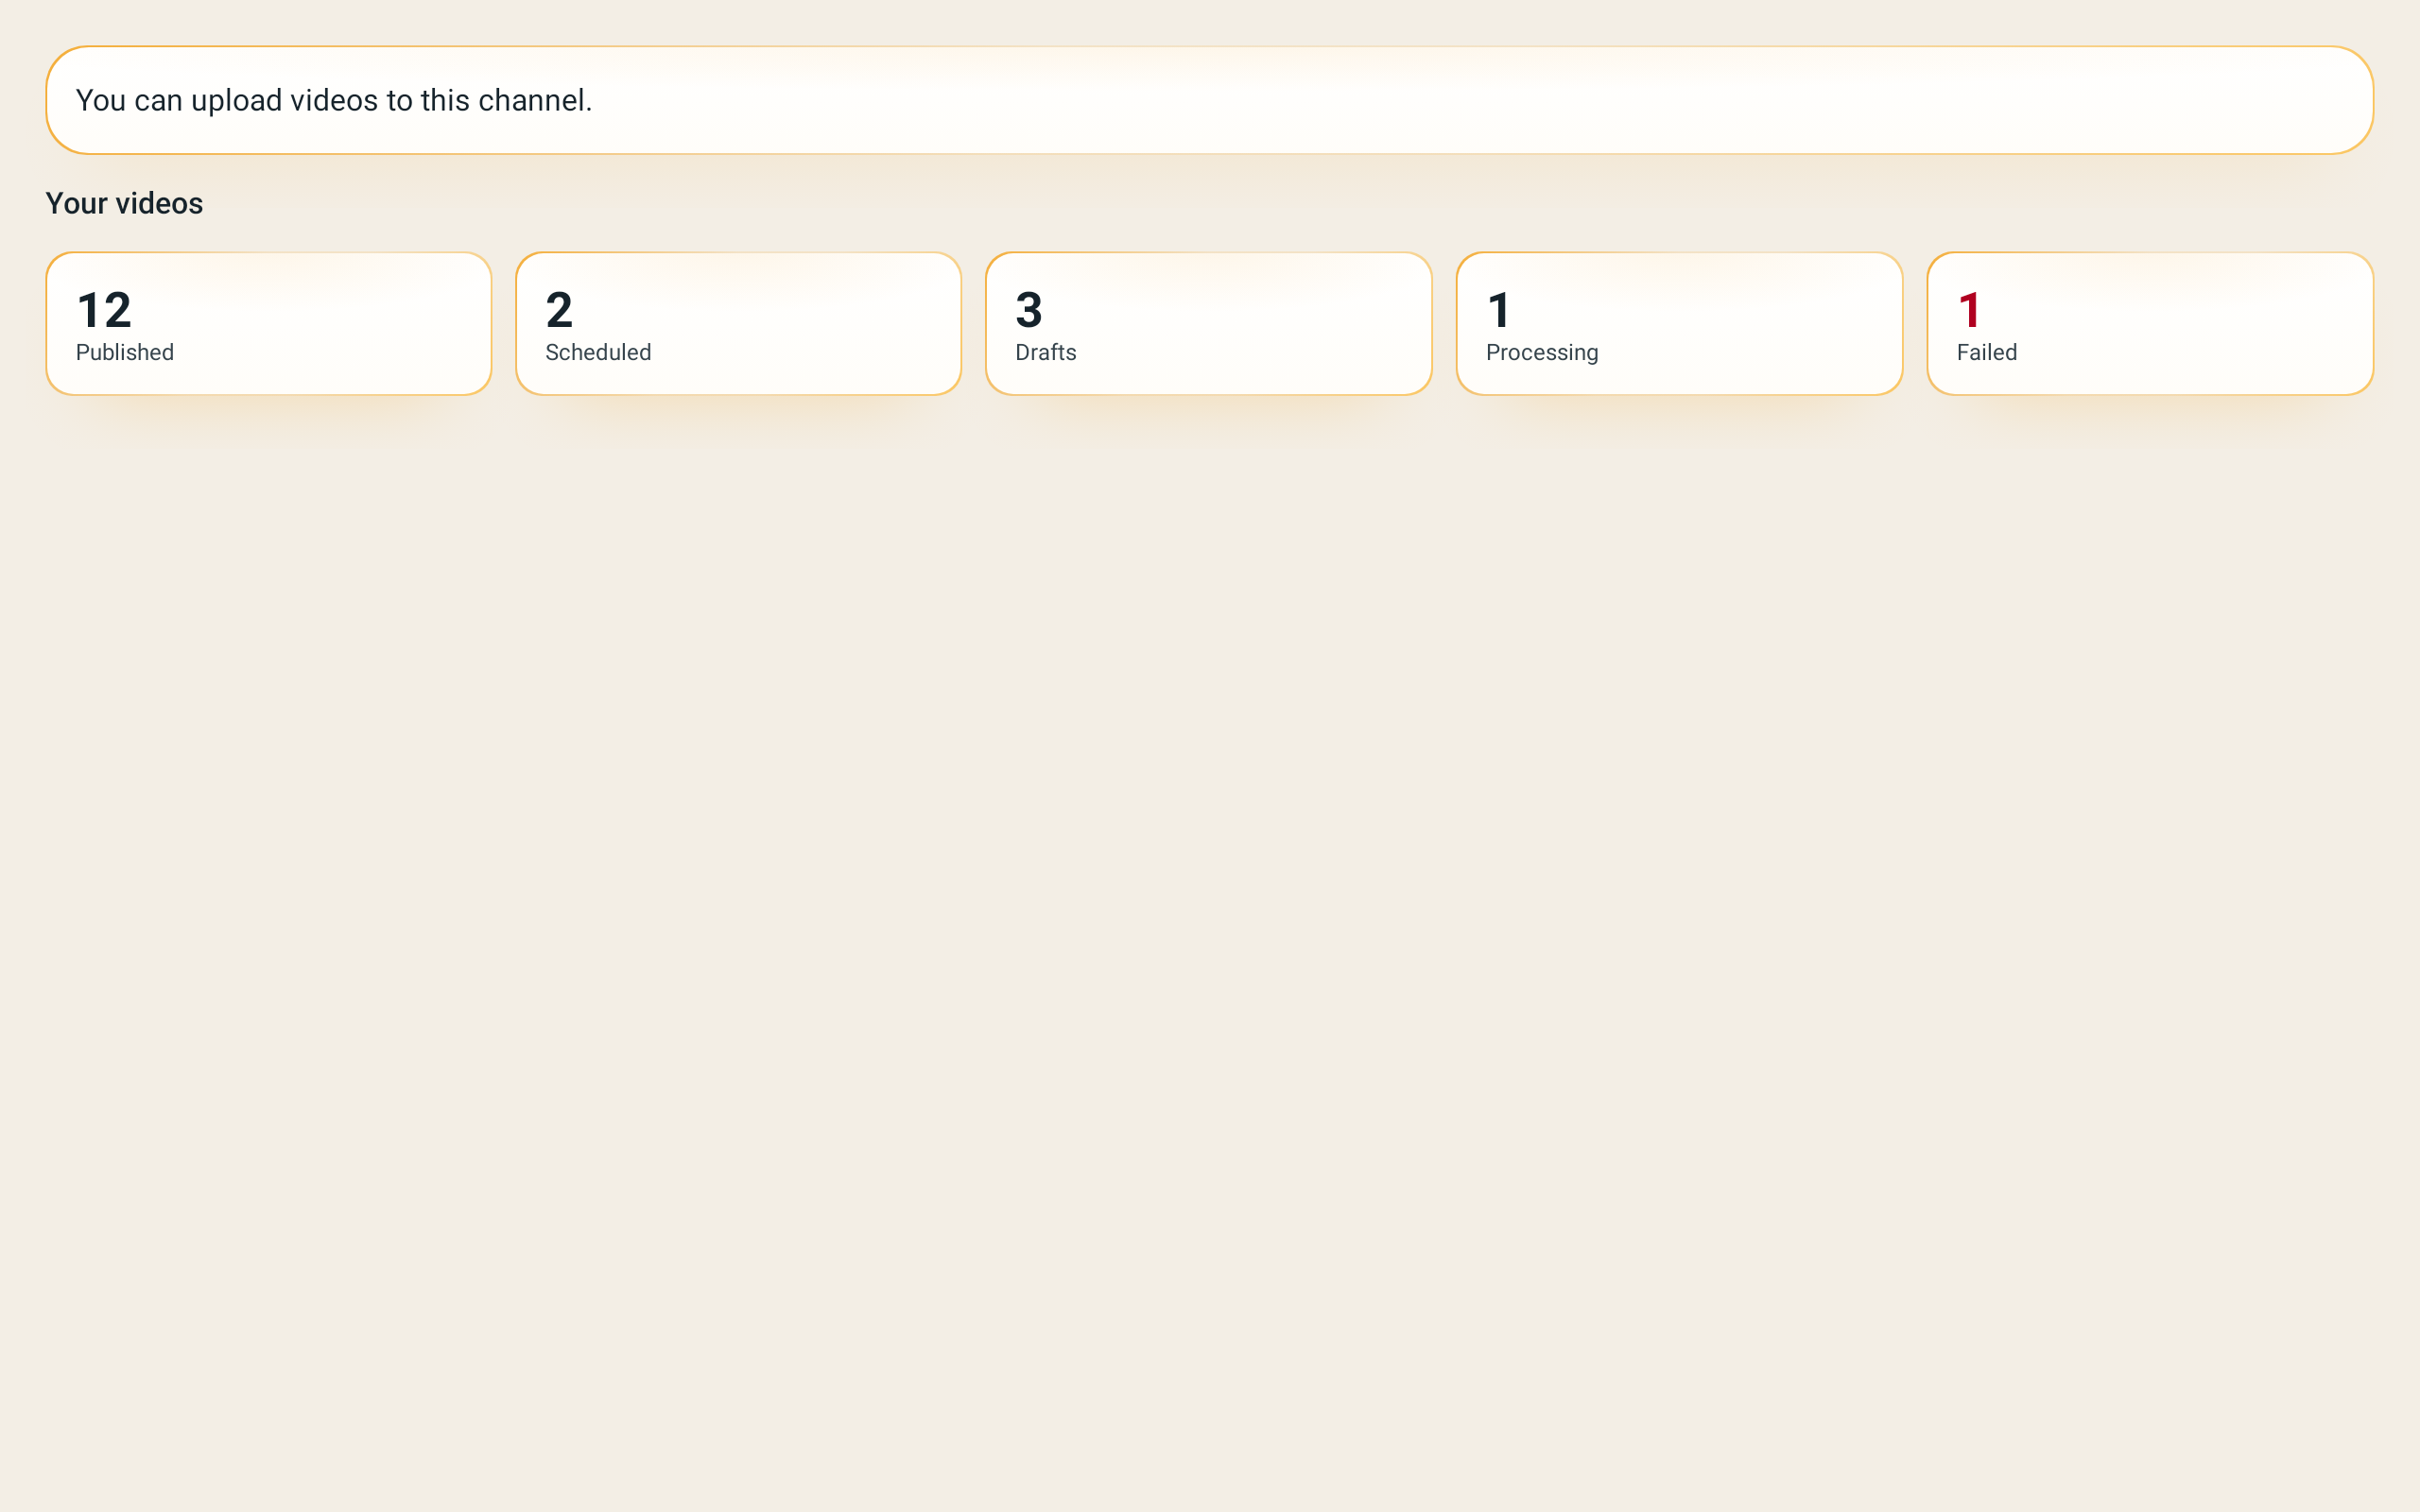 You can upload videos to this channel.
Your videos
12
Published
2
Scheduled
3
Drafts
1
Processing
1
Failed